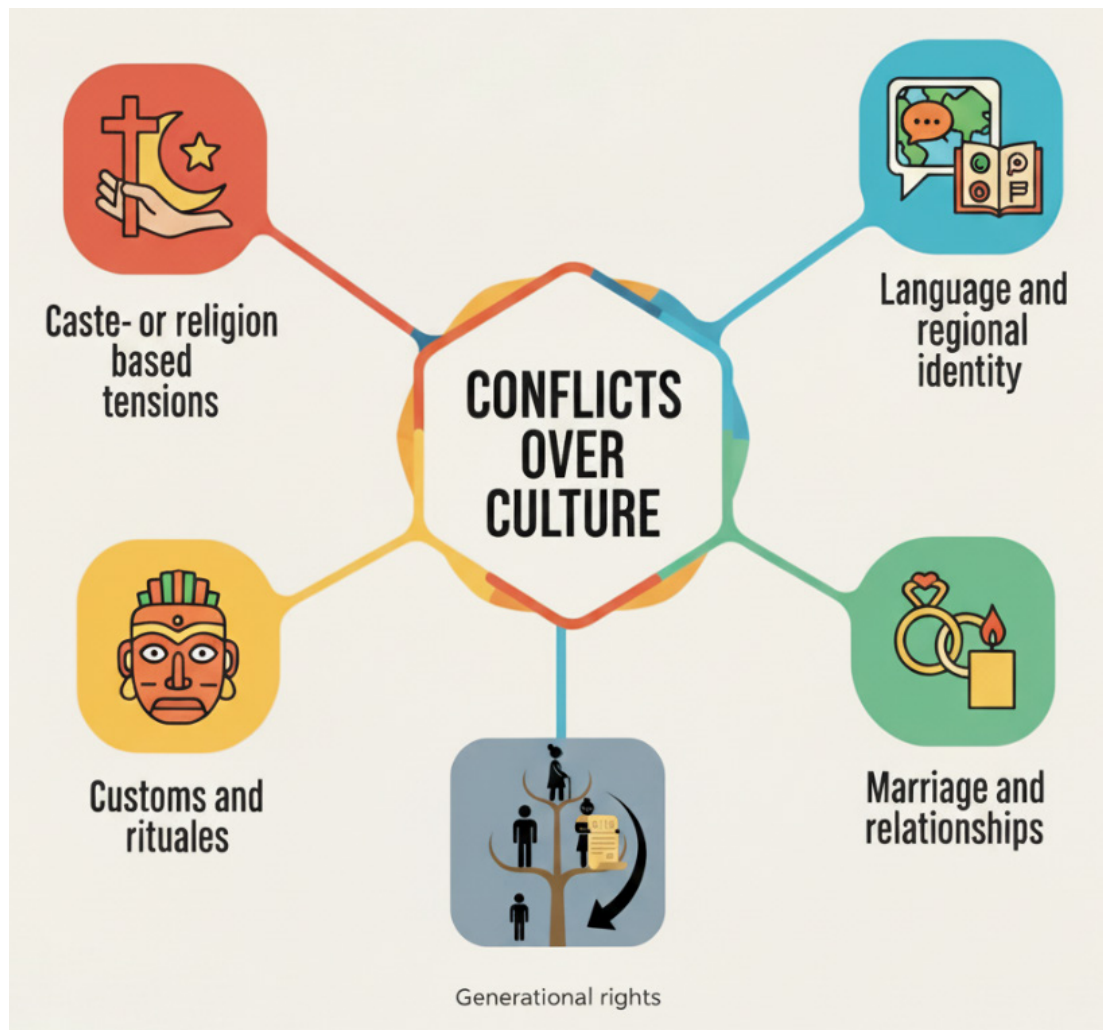 Caste- or religion
based
tensions
Language and
regional
identity
CONFLICTS
OVER
CULTURE
Customs and
rituales
Marriage and
relationships
Generational rights